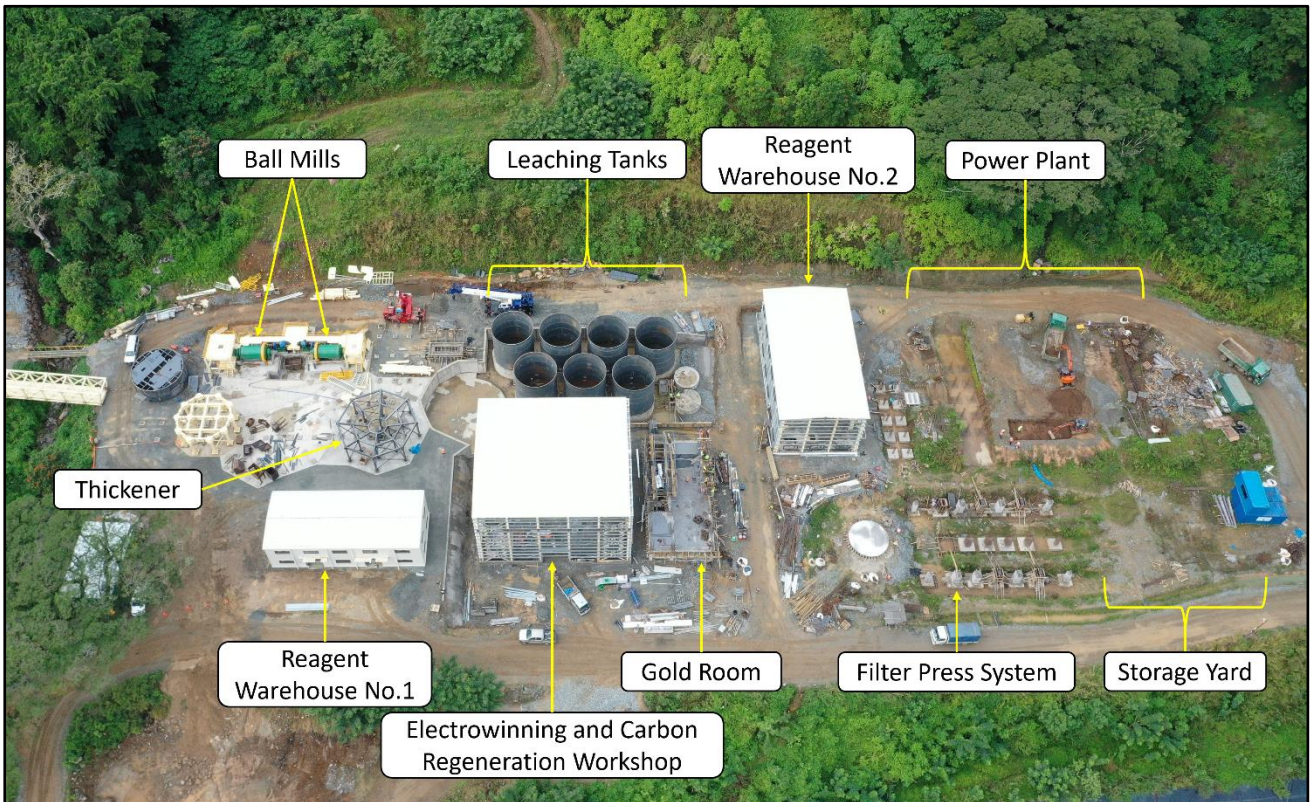 Ball Mills
Leaching Tanks
Reagent
Warehouse No.2
Power Plant
Thickener
Reagent
Warehouse No.1
Electrowinning and Carbon
Regeneration Workshop
Gold Room
Filter Press System
Storage Yard